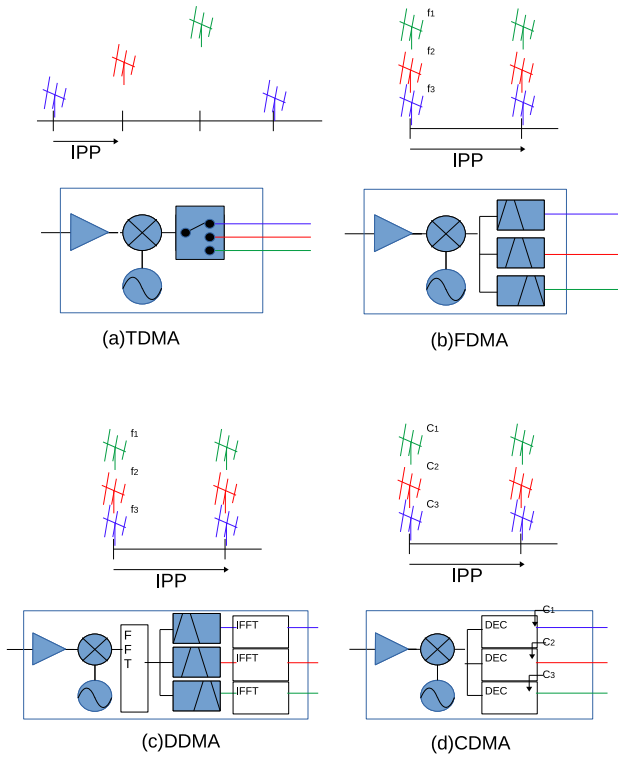 f1
f2
f3
IPP
IPP
(a)TDMA
(b)FDMA
f1
f2
f3
C1
C2
C3
IPP
IPP
F
F
T
IFFT
IFFT
IFFT
C1
DEC
C2
DEC
C3
DEC
(c)DDMA
(d)CDMA